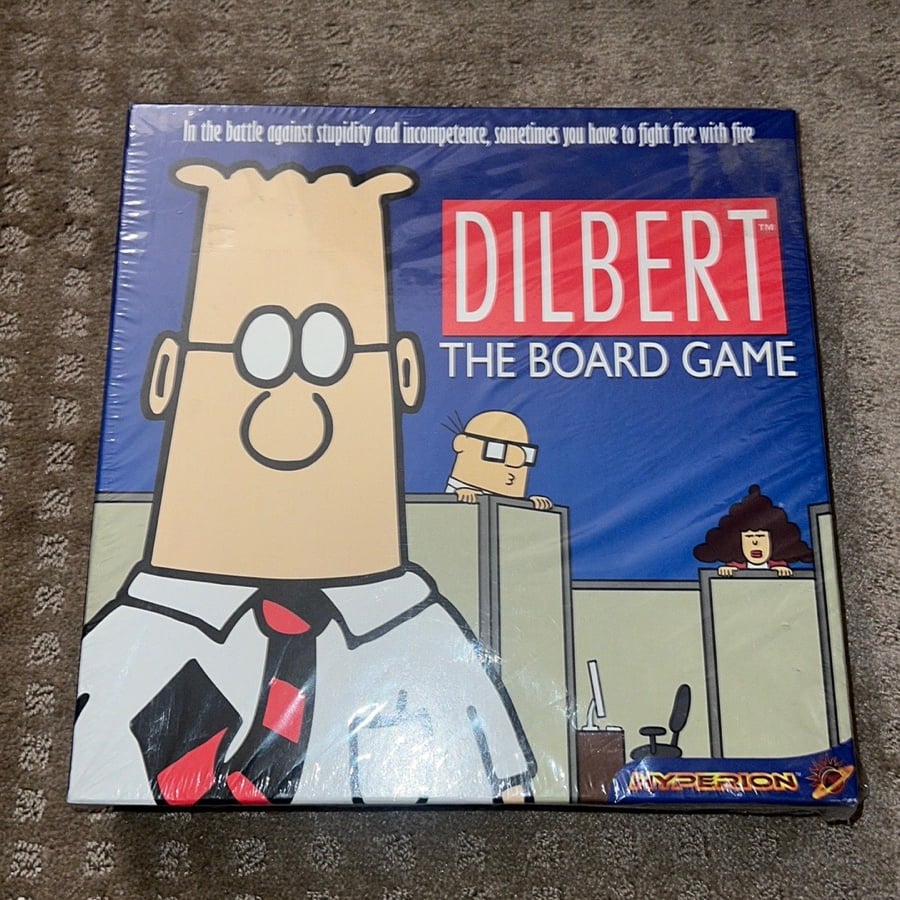 In the battle against stupidity and incompetence, sometimes you have to fight fire with fire
DILBERT™
THE BOARD GAME
HYPERION